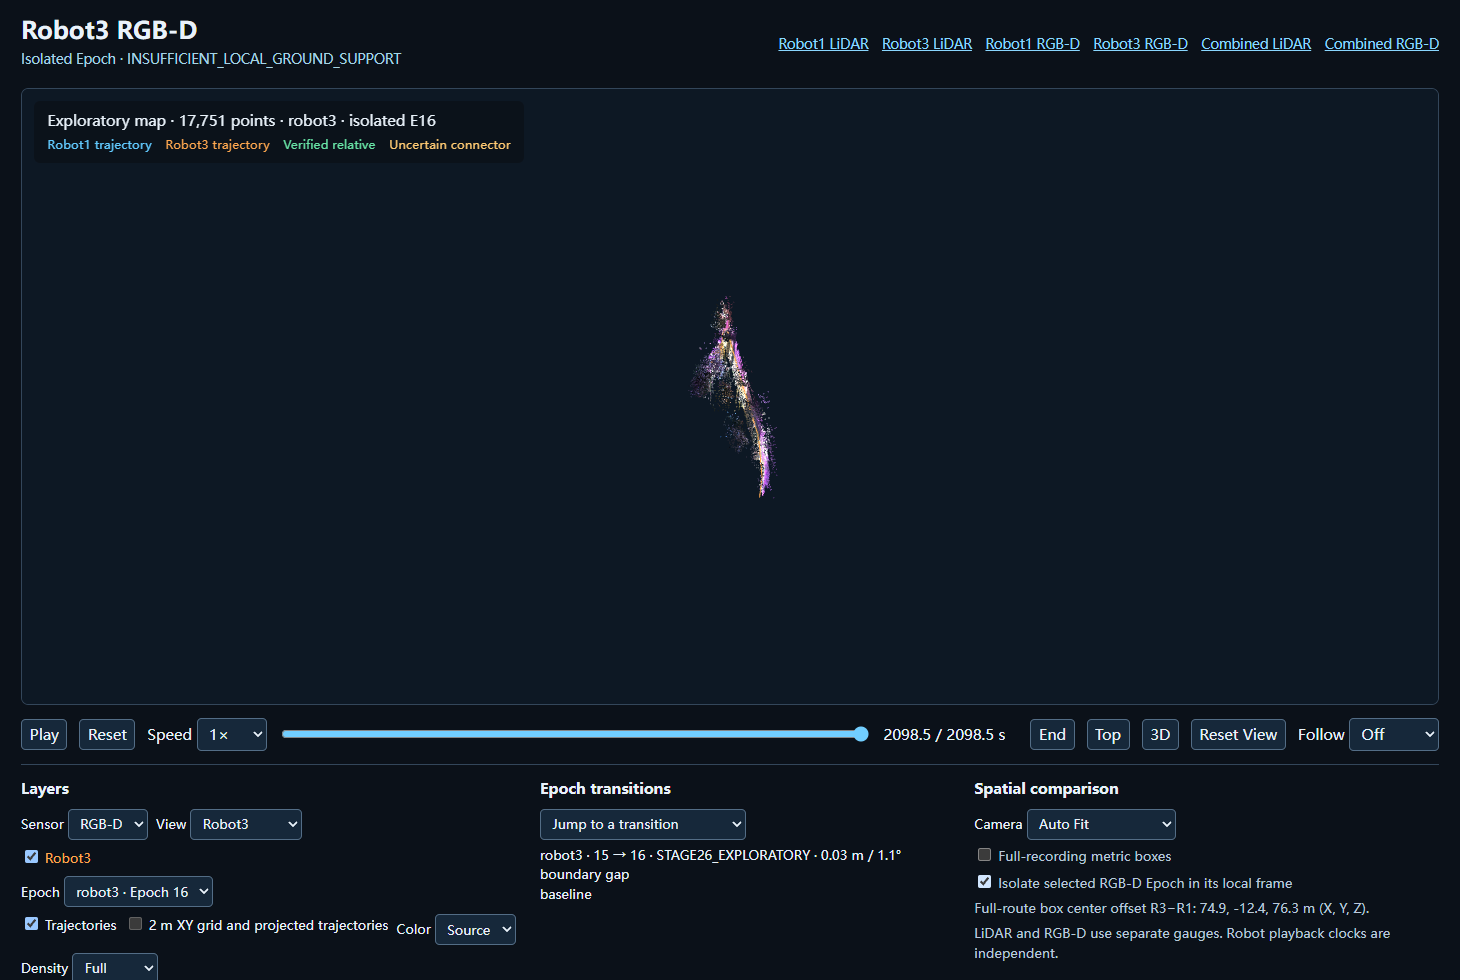 Robot3 RGB-D
Isolated Epoch · INSUFFICIENT_LOCAL_GROUND_SUPPORT
Robot1 LiDAR Robot3 LiDAR Robot1 RGB-D Robot3 RGB-D Combined LiDAR Combined RGB-D
Exploratory map · 17,751 points · robot3 · isolated E16
Robot1 trajectory Robot3 trajectory Verified relative Uncertain connector
Play Reset Speed 1× 2098.5 / 2098.5 s End Top 3D Reset View Follow Off
Layers
Sensor RGB-D View Robot3
Robot3
Epoch robot3 · Epoch 16
Trajectories 2 m XY grid and projected trajectories Color Source
Density Full
Epoch transitions
Jump to a transition
robot3 · 15 → 16 · STAGE26_EXPLORATORY · 0.03 m / 1.1°
boundary gap
baseline
Spatial comparison
Camera Auto Fit
Full-recording metric boxes
Isolate selected RGB-D Epoch in its local frame
Full-route box center offset R3−R1: 74.9, -12.4, 76.3 m (X, Y, Z).
LiDAR and RGB-D use separate gauges. Robot playback clocks are
independent.